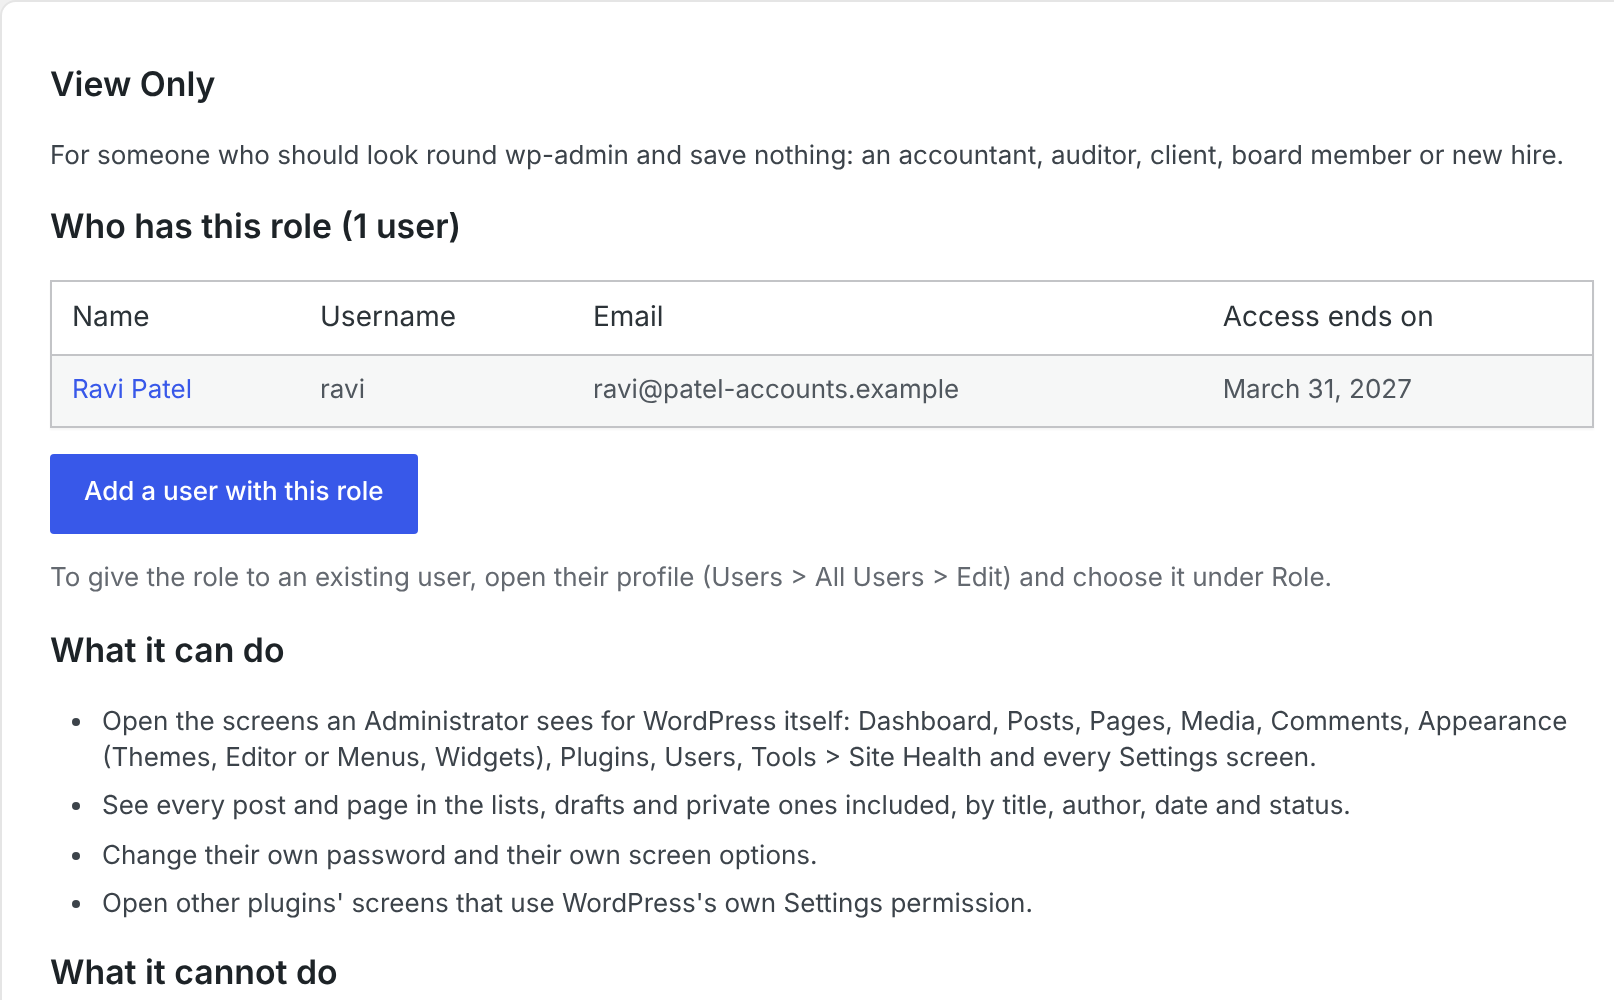 View Only
For someone who should look round wp-admin and save nothing: an accountant, auditor, client, board member or new hire.
Who has this role (1 user)
Name Username Email Access ends on
Ravi Patel ravi ravi@patel-accounts.example March 31, 2027
Add a user with this role
To give the role to an existing user, open their profile (Users > All Users > Edit) and choose it under Role.
What it can do
• Open the screens an Administrator sees for WordPress itself: Dashboard, Posts, Pages, Media, Comments, Appearance
(Themes, Editor or Menus, Widgets), Plugins, Users, Tools > Site Health and every Settings screen.
• See every post and page in the lists, drafts and private ones included, by title, author, date and status.
• Change their own password and their own screen options.
• Open other plugins' screens that use WordPress's own Settings permission.
What it cannot do